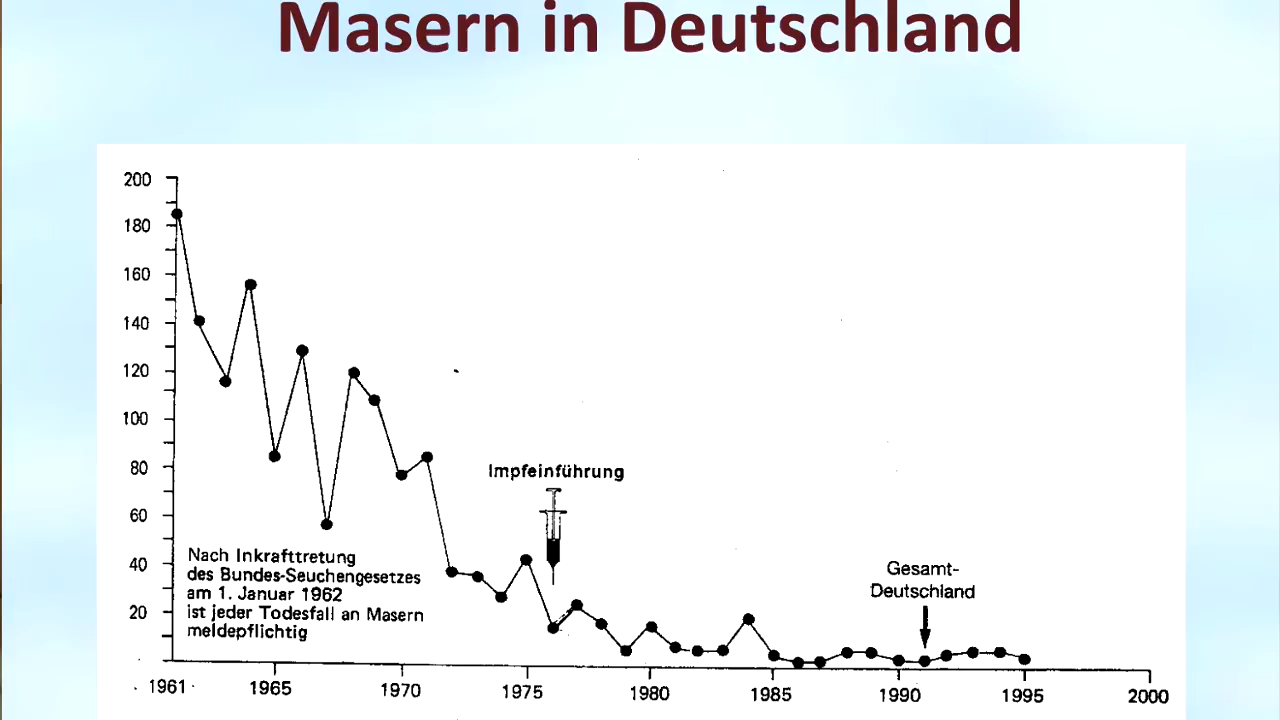 Masern in Deutschland
200
180
160
140
120
100
80
60
40
20
Impfeinführung
Nach Inkrafttretung
des Bundes-Seuchengesetzes
am 1. Januar 1962
ist jeder Todesfall an Masern
meldepflichtig
Gesamt-
Deutschland
1961 1965 1970 1975 1980 1985 1990 1995 2000